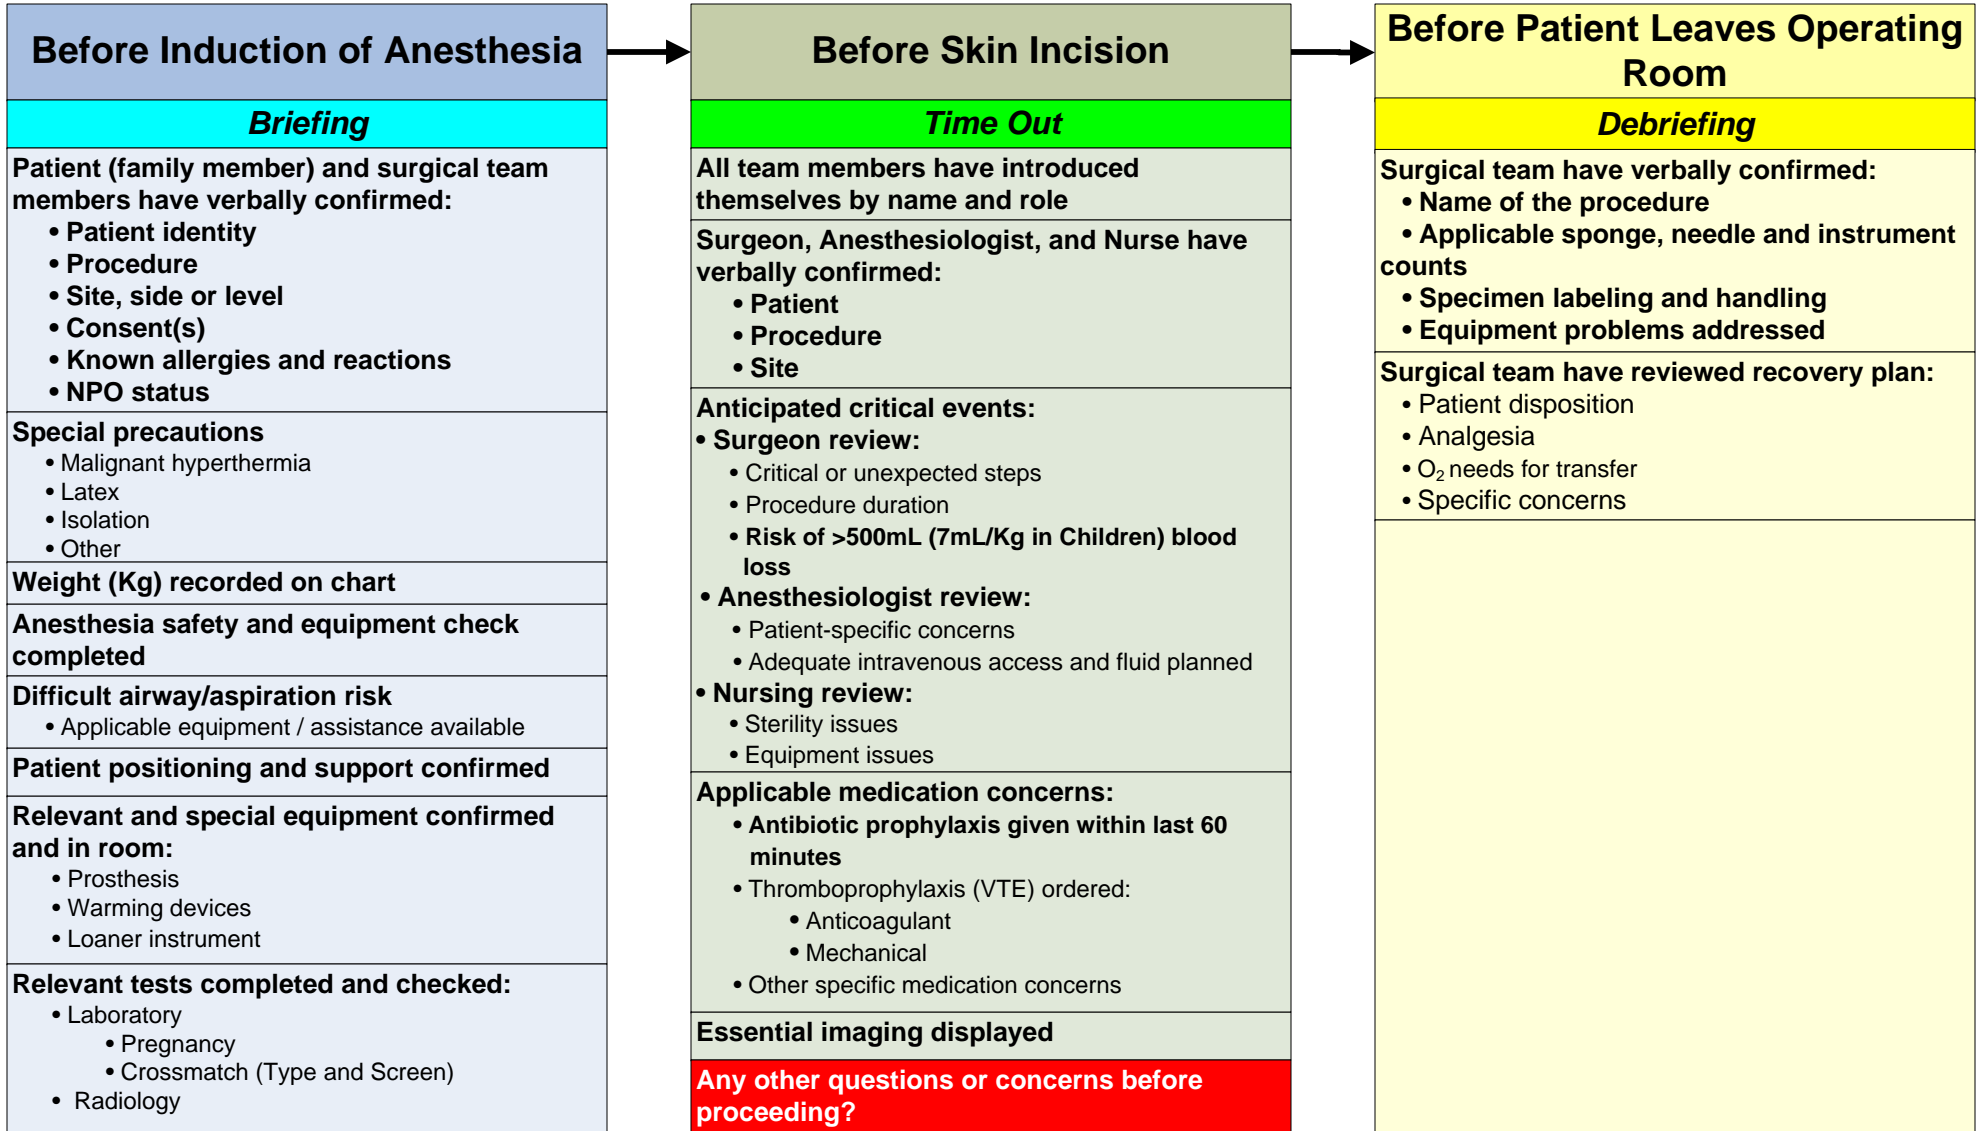 Before Induction of Anesthesia
Briefing
Patient (family member) and surgical team
members have verbally confirmed:
• Patient identity
• Procedure
• Site, side or level
• Consent(s)
• Known allergies and reactions
• NPO status
Special precautions
• Malignant hyperthermia
• Latex
• Isolation
• Other
Weight (Kg) recorded on chart
Anesthesia safety and equipment check
completed
Difficult airway/aspiration risk
• Applicable equipment / assistance available
Patient positioning and support confirmed
Relevant and special equipment confirmed
and in room:
• Prosthesis
• Warming devices
• Loaner instrument
Relevant tests completed and checked:
• Laboratory
• Pregnancy
• Crossmatch (Type and Screen)
• Radiology
Before Skin Incision
Time Out
All team members have introduced
themselves by name and role
Surgeon, Anesthesiologist, and Nurse have
verbally confirmed:
• Patient
• Procedure
• Site
Anticipated critical events:
• Surgeon review:
• Critical or unexpected steps
• Procedure duration
• Risk of >500mL (7mL/Kg in Children) blood
loss
• Anesthesiologist review:
• Patient-specific concerns
• Adequate intravenous access and fluid planned
• Nursing review:
• Sterility issues
• Equipment issues
Applicable medication concerns:
• Antibiotic prophylaxis given within last 60
minutes
• Thromboprophylaxis (VTE) ordered:
• Anticoagulant
• Mechanical
• Other specific medication concerns
Essential imaging displayed
Any other questions or concerns before
proceeding?
Before Patient Leaves Operating
Room
Debriefing
Surgical team have verbally confirmed:
• Name of the procedure
• Applicable sponge, needle and instrument
counts
• Specimen labeling and handling
• Equipment problems addressed
Surgical team have reviewed recovery plan:
• Patient disposition
• Analgesia
• O₂ needs for transfer
• Specific concerns